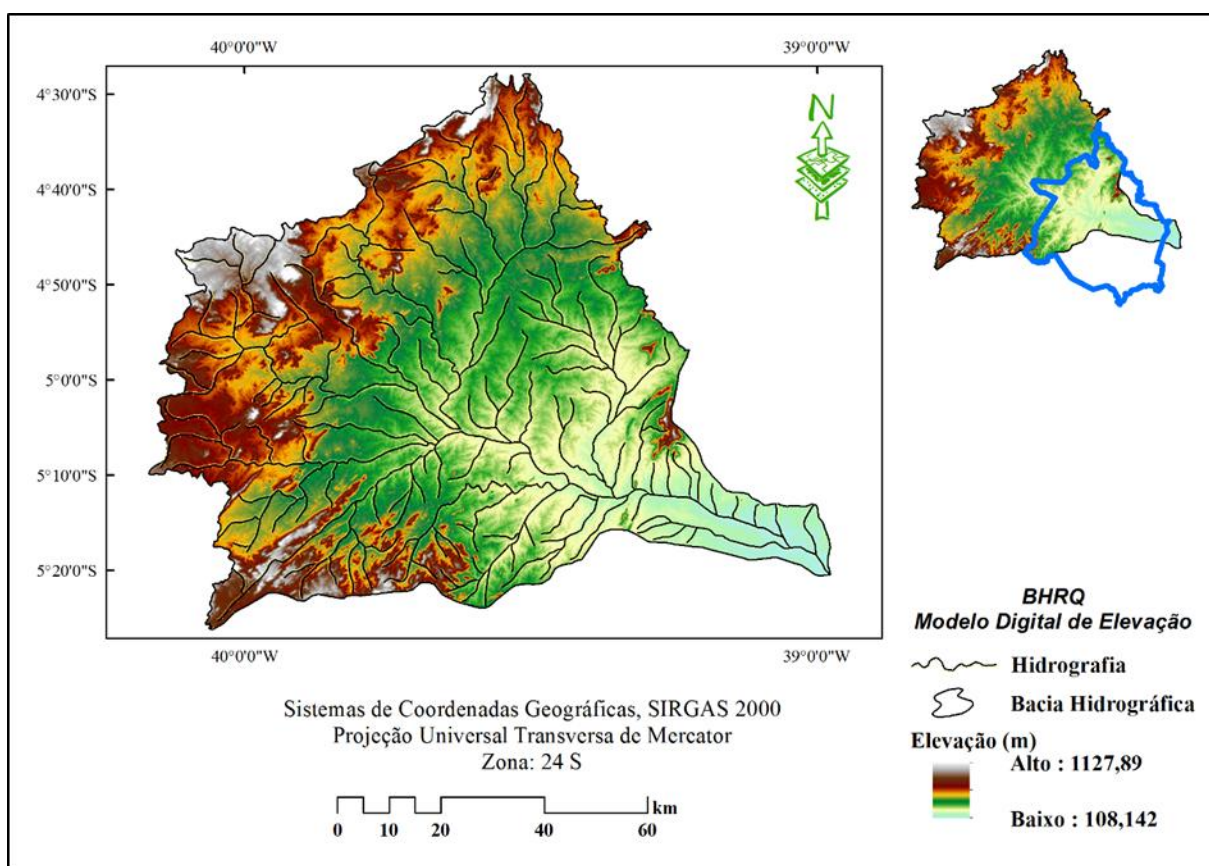 40°0'0"W
39°0'0"W
4°30'0"S
4°40'0"S
4°50'0"S
5°0'0"S
5°10'0"S
5°20'0"S
40°0'0"W
39°0'0"W
N
Sistemas de Coordenadas Geográficas, SIRGAS 2000
Projeção Universal Transversa de Mercator
Zona: 24 S
km
0 10 20 40 60
BHRQ
Modelo Digital de Elevação
Hidrografia
Bacia Hidrográfica
Elevação (m)
Alto : 1127,89
Baixo : 108,142